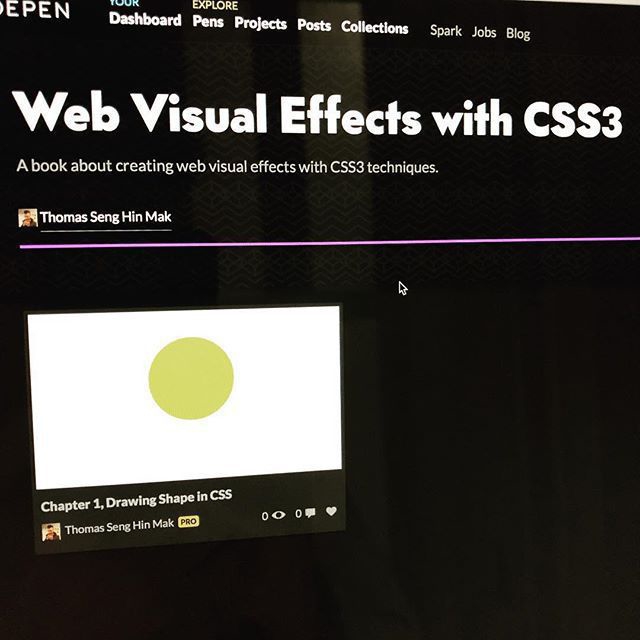 YOUR
EXPLORE
Dashboard Pens Projects Posts Collections Spark Jobs Blog
Web Visual Effects with CSS3
A book about creating web visual effects with CSS3 techniques.
Thomas Seng Hin Mak
Chapter 1, Drawing Shape in CSS
Thomas Seng Hin Mak PRO
0 0